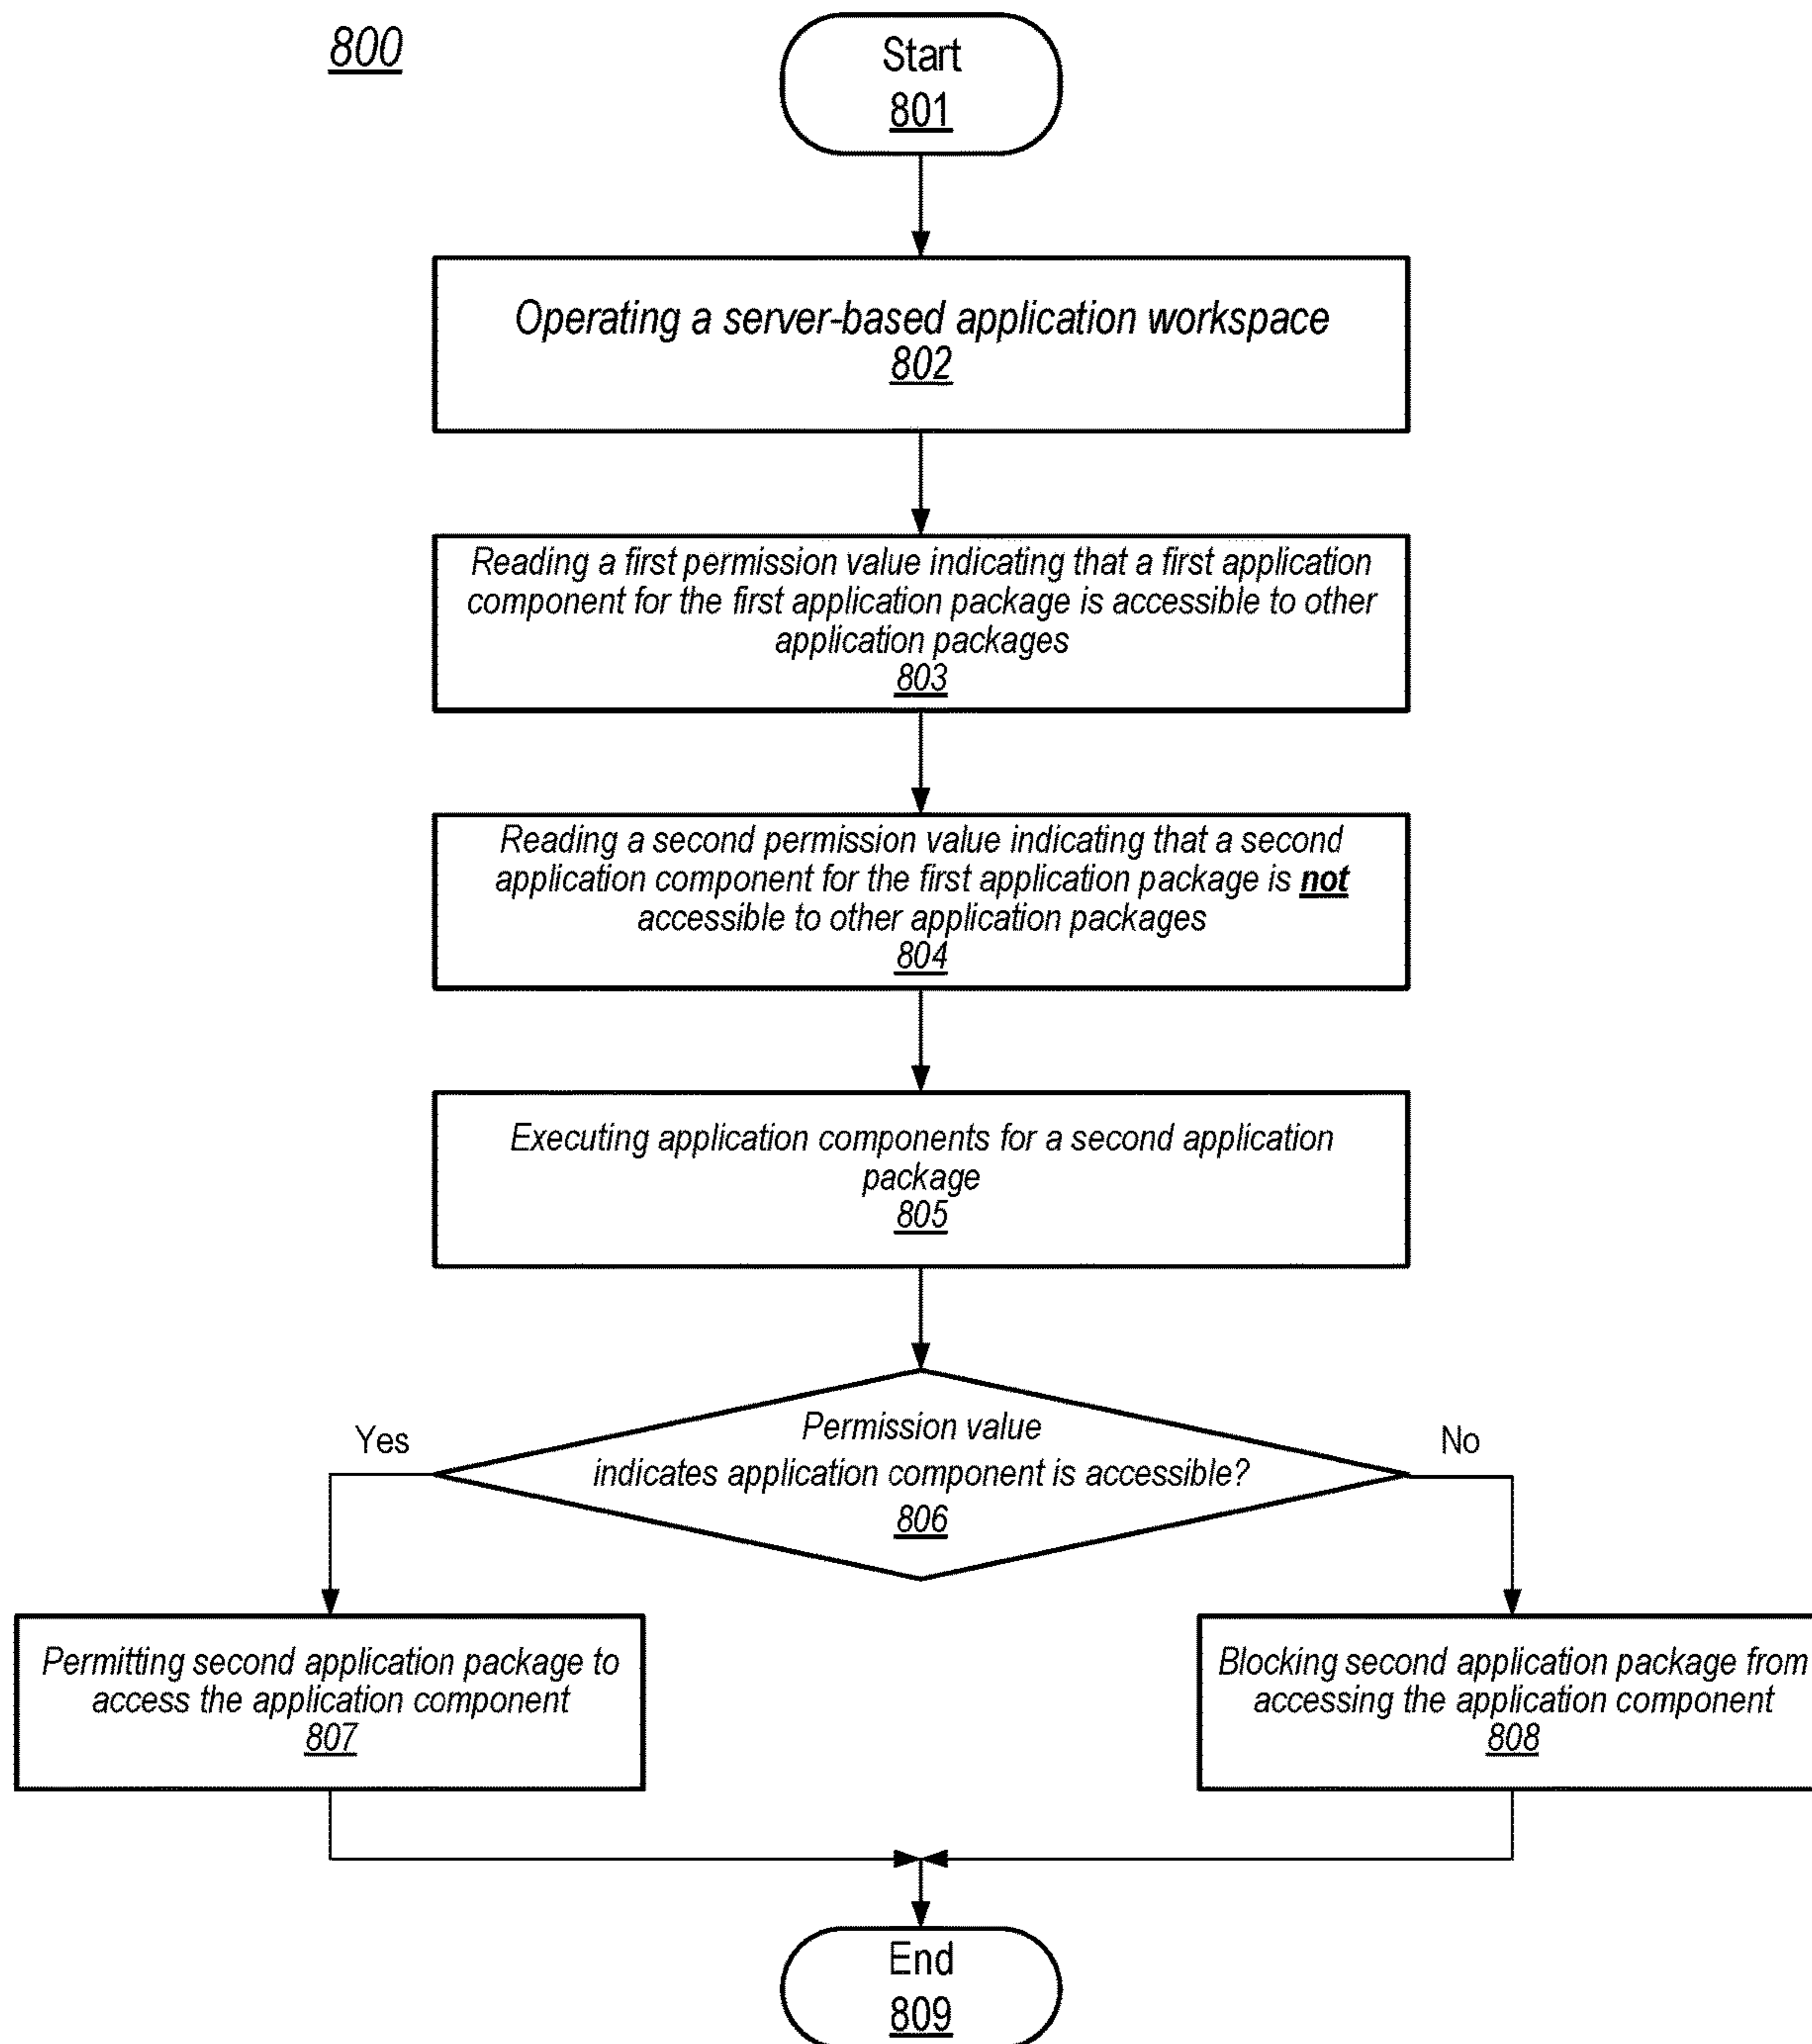 800
Start
801
Operating a server-based application workspace
802
Reading a first permission value indicating that a first application
component for the first application package is accessible to other
application packages
803
Reading a second permission value indicating that a second
application component for the first application package is not
accessible to other application packages
804
Executing application components for a second application
package
805
Permission value
indicates application component is accessible?
806
Yes
No
Permitting second application package to
access the application component
807
Blocking second application package from
accessing the application component
808
End
809